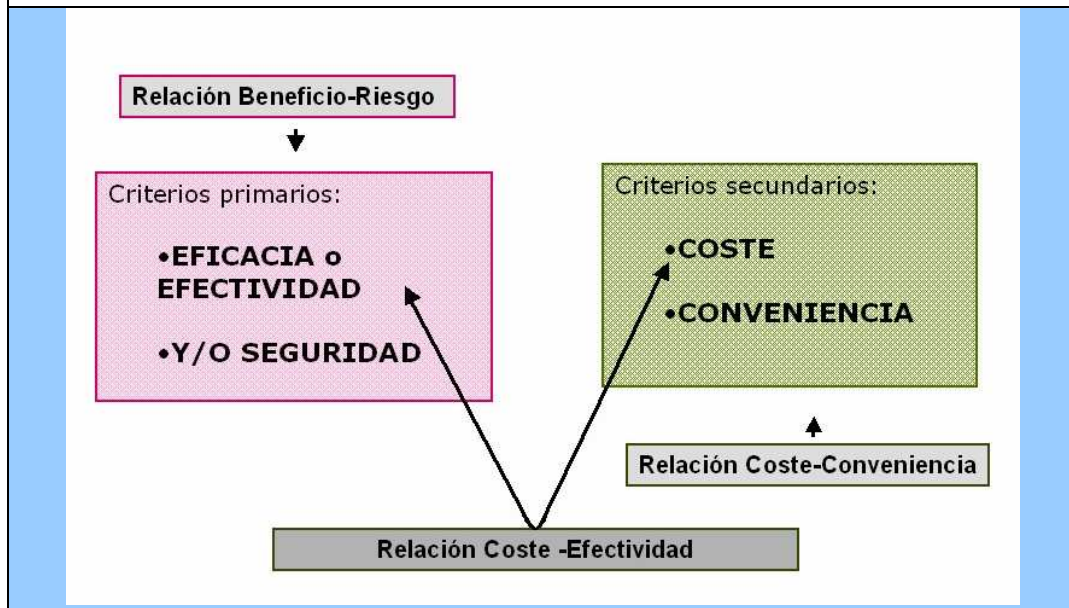 Relación Beneficio-Riesgo
Criterios primarios:
•EFICACIA o
EFECTIVIDAD
•Y/O SEGURIDAD
Criterios secundarios:
•COSTE
•CONVENIENCIA
Relación Coste-Conveniencia
Relación Coste -Efectividad